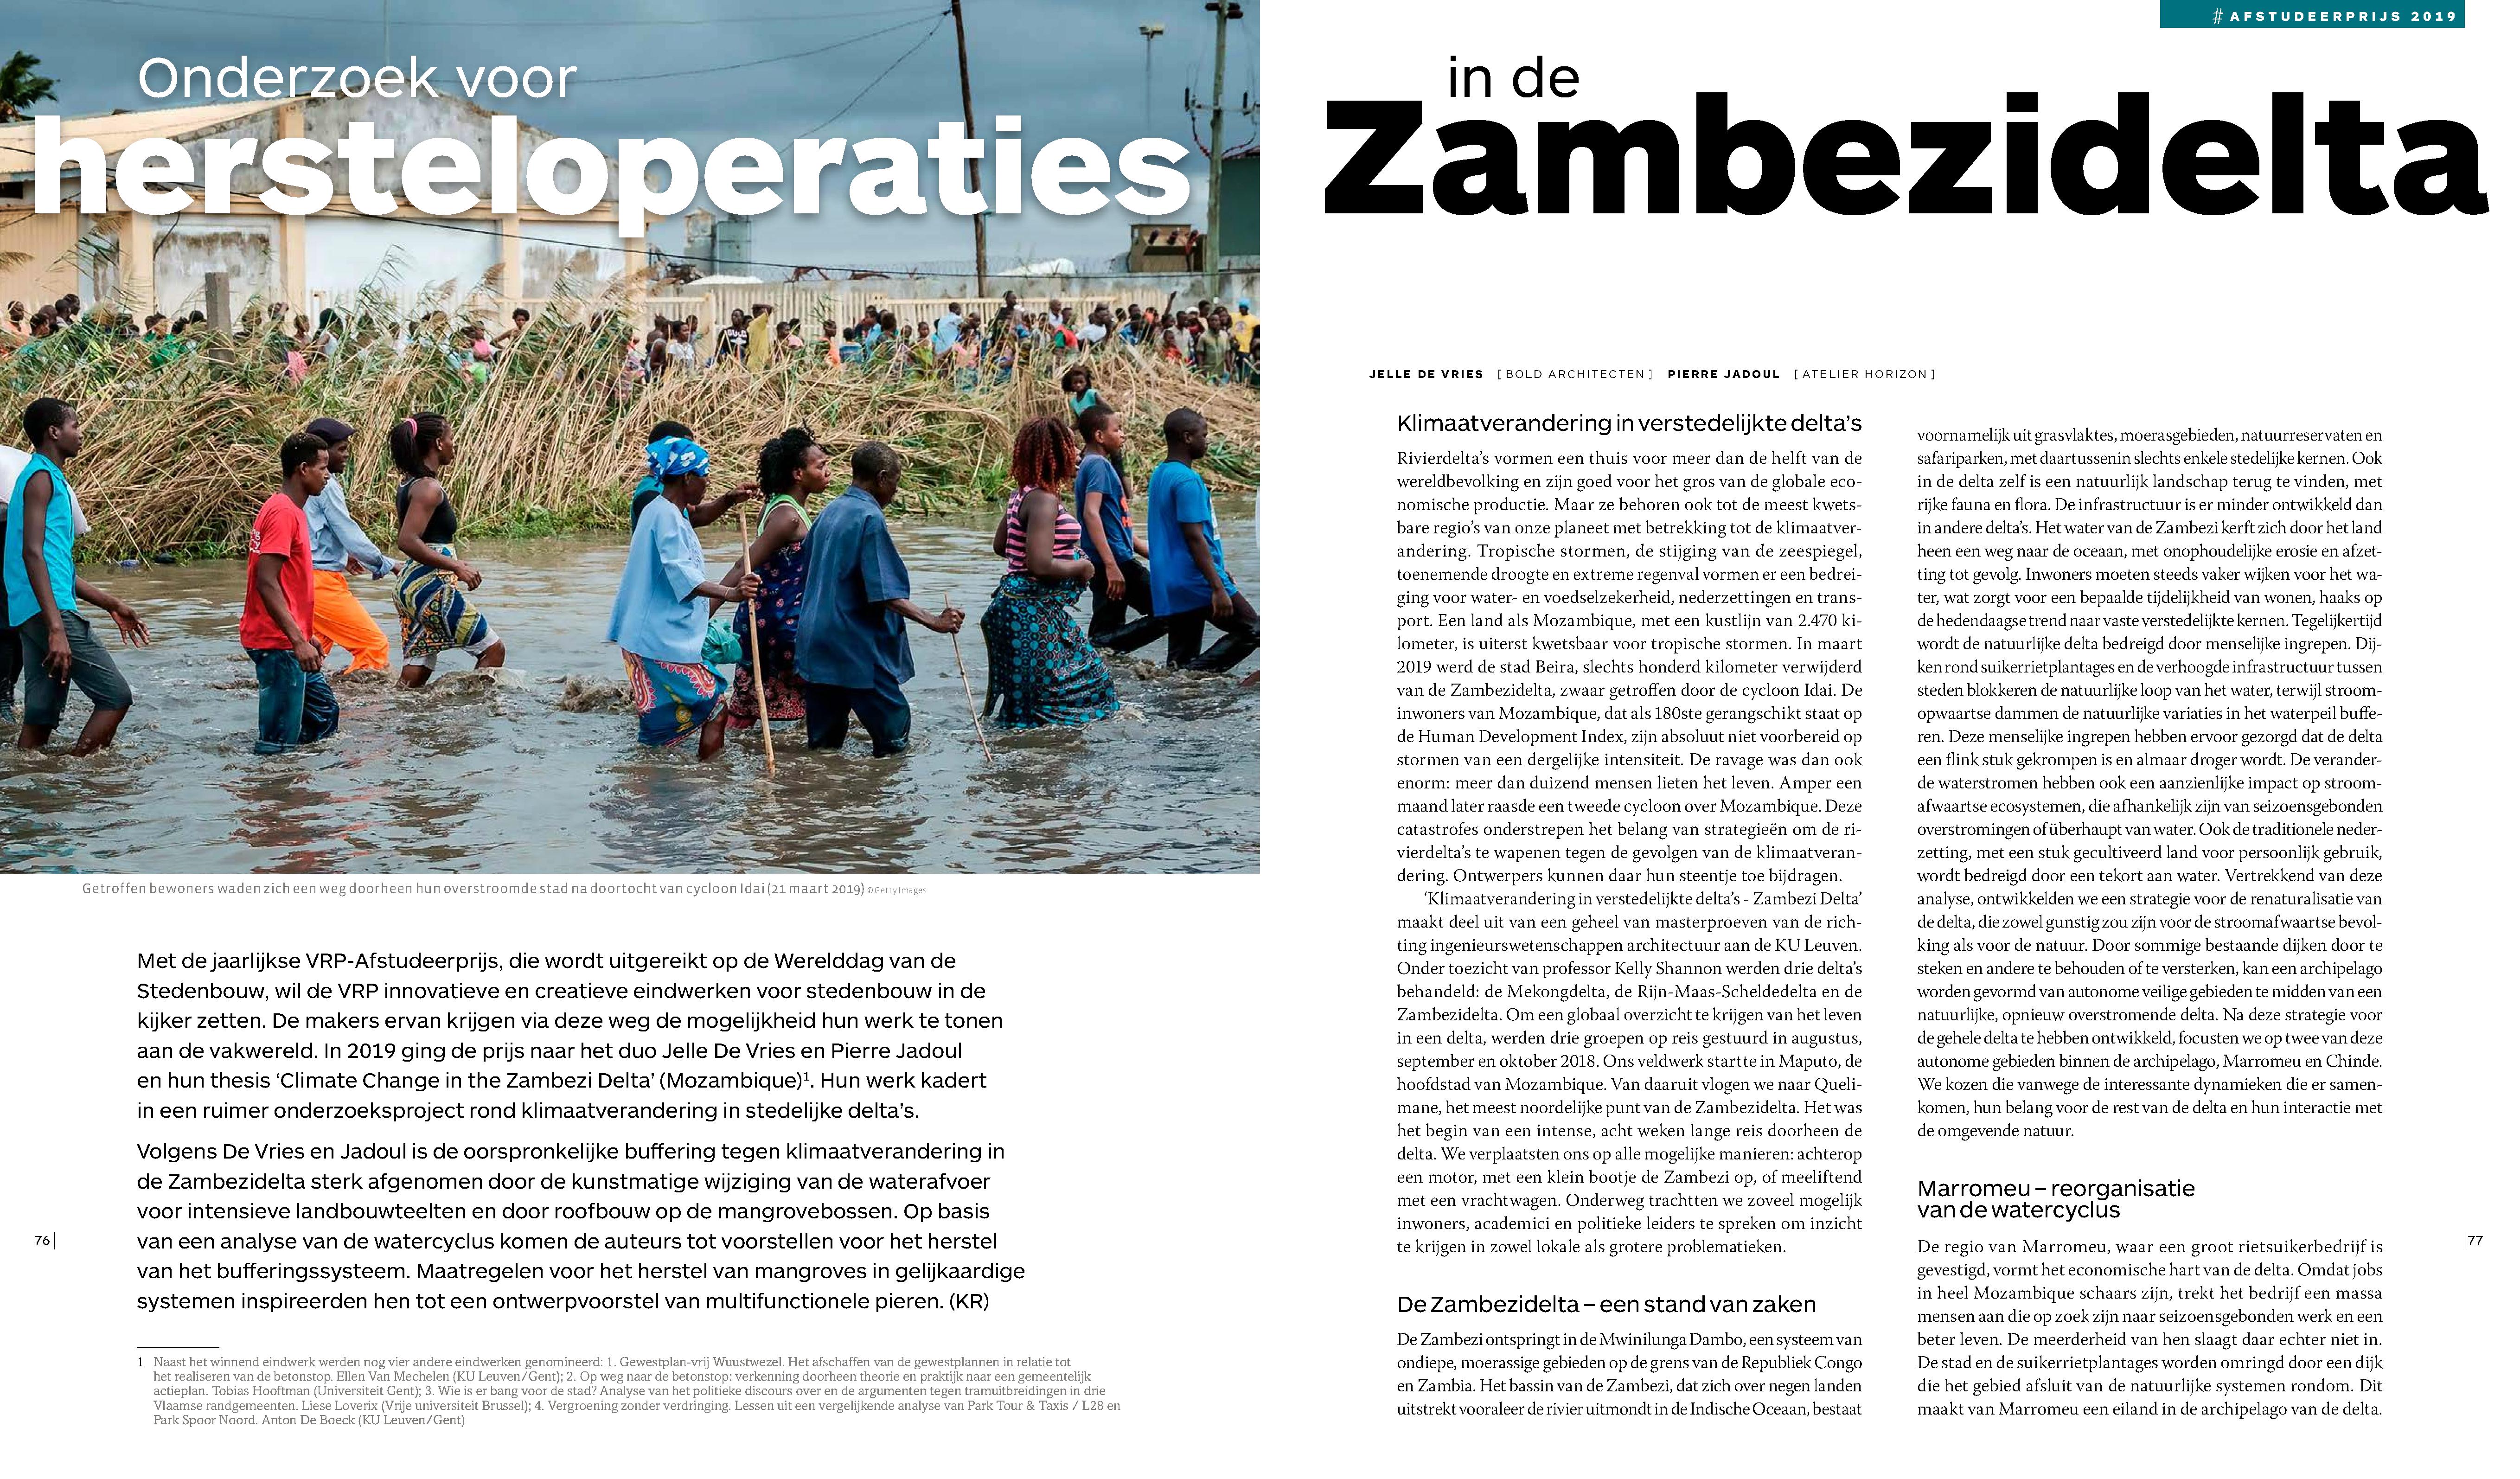 # AFSTUDEERPRIJS 2019
Onderzoek voor
hersteloperaties
in de
Zambezidelta
Getroffen bewoners waden zich een weg doorheen hun overstroomde stad na doortocht van cycloon Idai (21 maart 2019) ©Getty Images
Met de jaarlijkse VRP-Afstudeerprijs, die wordt uitgereikt op de Werelddag van de
Stedenbouw, wil de VRP innovatieve en creatieve eindwerken voor stedenbouw in de
kijker zetten. De makers ervan krijgen via deze weg de mogelijkheid hun werk te tonen
aan de vakwereld. In 2019 ging de prijs naar het duo Jelle De Vries en Pierre Jadoul
en hun thesis ‘Climate Change in the Zambezi Delta’ (Mozambique)¹. Hun werk kadert
in een ruimer onderzoeksproject rond klimaatverandering in stedelijke delta’s.
Volgens De Vries en Jadoul is de oorspronkelijke buffering tegen klimaatverandering in
de Zambezidelta sterk afgenomen door de kunstmatige wijziging van de waterafvoer
voor intensieve landbouwteelten en door roofbouw op de mangrovebossen. Op basis
van een analyse van de watercyclus komen de auteurs tot voorstellen voor het herstel
van het bufferingssysteem. Maatregelen voor het herstel van mangroves in gelijkaardige
systemen inspireerden hen tot een ontwerpvoorstel van multifunctionele pieren. (KR)
76
1 Naast het winnend eindwerk werden nog vier andere eindwerken genomineerd: 1. Gewestplan-vrij Wuustwezel. Het afschaffen van de gewestplannen in relatie tot
het realiseren van de betonstop. Ellen Van Mechelen (KU Leuven/Gent); 2. Op weg naar de betonstop: verkenning doorheen theorie en praktijk naar een gemeentelijk
actieplan. Tobias Hooftman (Universiteit Gent); 3. Wie is er bang voor de stad? Analyse van het politieke discours over en de argumenten tegen tramuitbreidingen in drie
Vlaamse randgemeenten. Liese Loverix (Vrije universiteit Brussel); 4. Vergroening zonder verdringing. Lessen uit een vergelijkende analyse van Park Tour & Taxis / L28 en
Park Spoor Noord. Anton De Boeck (KU Leuven/Gent)
JELLE DE VRIES [ BOLD ARCHITECTEN ] PIERRE JADOUL [ ATELIER HORIZON ]
Klimaatverandering in verstedelijkte delta’s
Rivierdelta’s vormen een thuis voor meer dan de helft van de
wereldbevolking en zijn goed voor het gros van de globale eco-
nomische productie. Maar ze behoren ook tot de meest kwets-
bare regio’s van onze planeet met betrekking tot de klimaatver-
andering. Tropische stormen, de stijging van de zeespiegel,
toenemende droogte en extreme regenval vormen er een bedrei-
ging voor water- en voedselzekerheid, nederzettingen en trans-
port. Een land als Mozambique, met een kustlijn van 2.470 ki-
lometer, is uiterst kwetsbaar voor tropische stormen. In maart
2019 werd de stad Beira, slechts honderd kilometer verwijderd
van de Zambezidelta, zwaar getroffen door de cycloon Idai. De
inwoners van Mozambique, dat als 180ste gerangschikt staat op
de Human Development Index, zijn absoluut niet voorbereid op
stormen van een dergelijke intensiteit. De ravage was dan ook
enorm: meer dan duizend mensen lieten het leven. Amper een
maand later raasde een tweede cycloon over Mozambique. Deze
catastrofes onderstrepen het belang van strategieën om de ri-
vierdelta’s te wapenen tegen de gevolgen van de klimaatveran-
dering. Ontwerpers kunnen daar hun steentje toe bijdragen.
‘Klimaatverandering in verstedelijkte delta’s - Zambezi Delta’
maakt deel uit van een geheel van masterproeven van de rich-
ting ingenieurswetenschappen architectuur aan de KU Leuven.
Onder toezicht van professor Kelly Shannon werden drie delta’s
behandeld: de Mekongdelta, de Rijn-Maas-Scheldedelta en de
Zambezidelta. Om een globaal overzicht te krijgen van het leven
in een delta, werden drie groepen op reis gestuurd in augustus,
september en oktober 2018. Ons veldwerk startte in Maputo, de
hoofdstad van Mozambique. Van daaruit vlogen we naar Queli-
mane, het meest noordelijke punt van de Zambezidelta. Het was
het begin van een intense, acht weken lange reis doorheen de
delta. We verplaatsten ons op alle mogelijke manieren: achterop
een motor, met een klein bootje de Zambezi op, of meeliftend
met een vrachtwagen. Onderweg trachtten we zoveel mogelijk
inwoners, academici en politieke leiders te spreken om inzicht
te krijgen in zowel lokale als grotere problematieken.
De Zambezidelta – een stand van zaken
De Zambezi ontspringt in de Mwinilunga Dambo, een systeem van
ondiepe, moerassige gebieden op de grens van de Republiek Congo
en Zambia. Het bassin van de Zambezi, dat zich over negen landen
uitstrekt vooraleer de rivier uitmondt in de Indische Oceaan, bestaat
voornamelijk uit grasvlaktes, moerasgebieden, natuurreservaten en
safariparken, met daartussenin slechts enkele stedelijke kernen. Ook
in de delta zelf is een natuurlijk landschap terug te vinden, met
rijke fauna en flora. De infrastructuur is er minder ontwikkeld dan
in andere delta’s. Het water van de Zambezi kerft zich door het land
heen een weg naar de oceaan, met onophoudelijke erosie en afzet-
ting tot gevolg. Inwoners moeten steeds vaker wijken voor het wa-
ter, wat zorgt voor een bepaalde tijdelijkheid van wonen, haaks op
de hedendaagse trend naar vaste verstedelijkte kernen. Tegelijkertijd
wordt de natuurlijke delta bedreigd door menselijke ingrepen. Dij-
ken rond suikerrietplantages en de verhoogde infrastructuur tussen
steden blokkeren de natuurlijke loop van het water, terwijl stroom-
opwaartse dammen de natuurlijke variaties in het waterpeil buffe-
ren. Deze menselijke ingrepen hebben ervoor gezorgd dat de delta
een flink stuk gekrompen is en almaar droger wordt. De verander-
de waterstromen hebben ook een aanzienlijke impact op stroom-
afwaartse ecosystemen, die afhankelijk zijn van seizoensgebonden
overstromingen of überhaupt van water. Ook de traditionele neder-
zetting, met een stuk gecultiveerd land voor persoonlijk gebruik,
wordt bedreigd door een tekort aan water. Vertrekkend van deze
analyse, ontwikkelden we een strategie voor de renaturalisatie van
de delta, die zowel gunstig zou zijn voor de stroomafwaartse bevol-
king als voor de natuur. Door sommige bestaande dijken door te
steken en andere te behouden of te versterken, kan een archipelago
worden gevormd van autonome veilige gebieden te midden van een
natuurlijke, opnieuw overstromende delta. Na deze strategie voor
de gehele delta te hebben ontwikkeld, focusten we op twee van deze
autonome gebieden binnen de archipelago, Marromeu en Chinde.
We kozen die vanwege de interessante dynamieken die er samen-
komen, hun belang voor de rest van de delta en hun interactie met
de omgevende natuur.
Marromeu – reorganisatie
van de watercyclus
De regio van Marromeu, waar een groot rietsuikerbedrijf is
gevestigd, vormt het economische hart van de delta. Omdat jobs
in heel Mozambique schaars zijn, trekt het bedrijf een massa
mensen aan die op zoek zijn naar seizoensgebonden werk en een
beter leven. De meerderheid van hen slaagt daar echter niet in.
De stad en de suikerrietplantages worden omringd door een dijk
die het gebied afsluit van de natuurlijke systemen rondom. Dit
maakt van Marromeu een eiland in de archipelago van de delta.
77